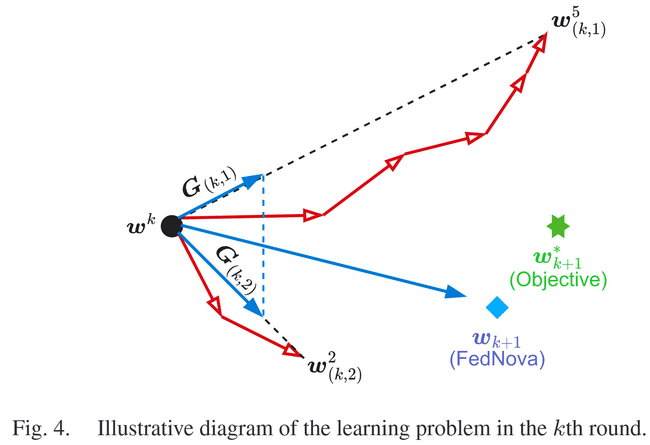 w^5_{(k,1)}
G_{(k,1)}
w^k
G_{(k,2)}
w^*_{k+1}
(Objective)
w_{k+1}
(FedNova)
w^2_{(k,2)}
Fig. 4. Illustrative diagram of the learning problem in the kth round.